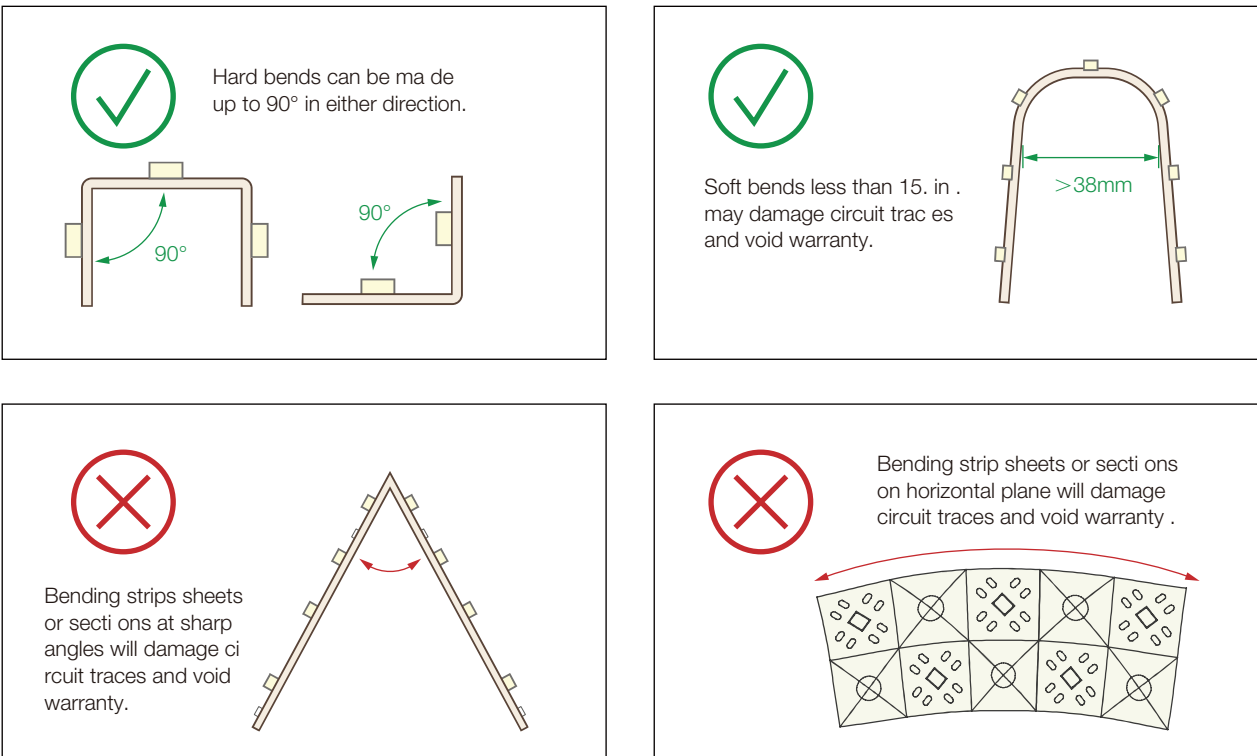 Hard bends can be ma de
up to 90° in either direction.
90°
90°
Soft bends less than 15. in .
may damage circuit trac es
and void warranty.
>38mm
Bending strips sheets
or secti ons at sharp
angles will damage ci
rcuit traces and void
warranty.
Bending strip sheets or secti ons
on horizontal plane will damage
circuit traces and void warranty .